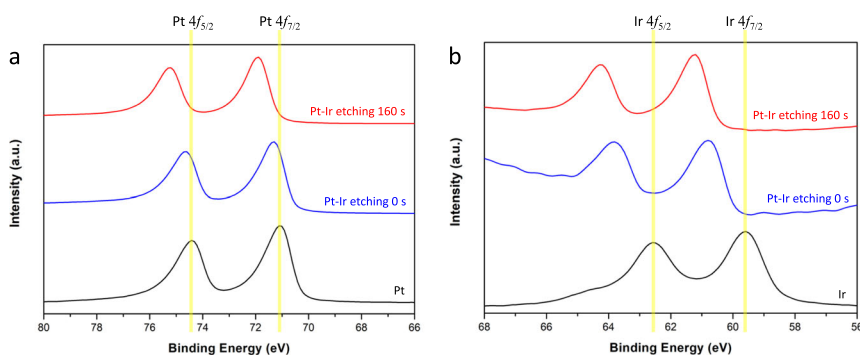 Pt 4f5/2 Pt 4f7/2
a
Pt-Ir etching 160 s
Pt-Ir etching 0 s
Pt
Intensity (a.u.)
80 78 76 74 72 70 68 66
Binding Energy (eV)
Ir 4f5/2 Ir 4f7/2
b
Pt-Ir etching 160 s
Pt-Ir etching 0 s
Ir
Intensity (a.u.)
68 66 64 62 60 58 56
Binding Energy (eV)